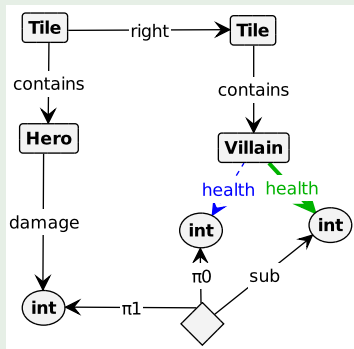 Tile
right
Tile
contains
contains
Hero
Villain
health
health
damage
int
int
π0
sub
int
π1